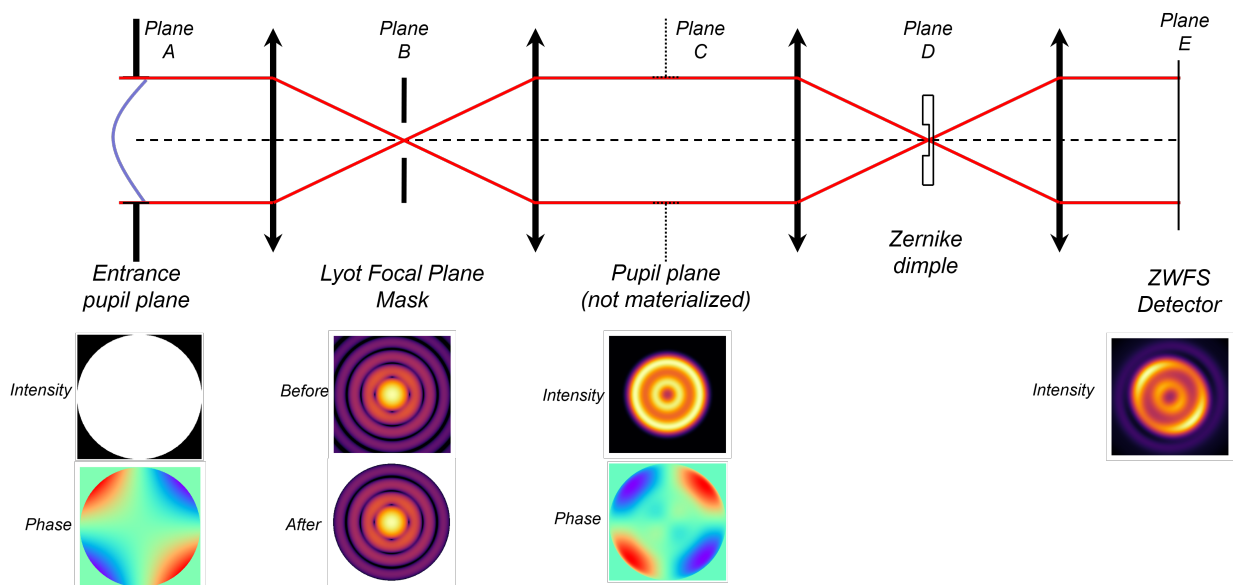 Plane
A
Plane
B
Plane
C
Plane
D
Plane
E
Entrance
pupil plane
Lyot Focal Plane
Mask
Pupil plane
(not materialized)
Zernike
dimple
ZWFS
Detector
Intensity
Before
Intensity
Intensity
Phase
After
Phase